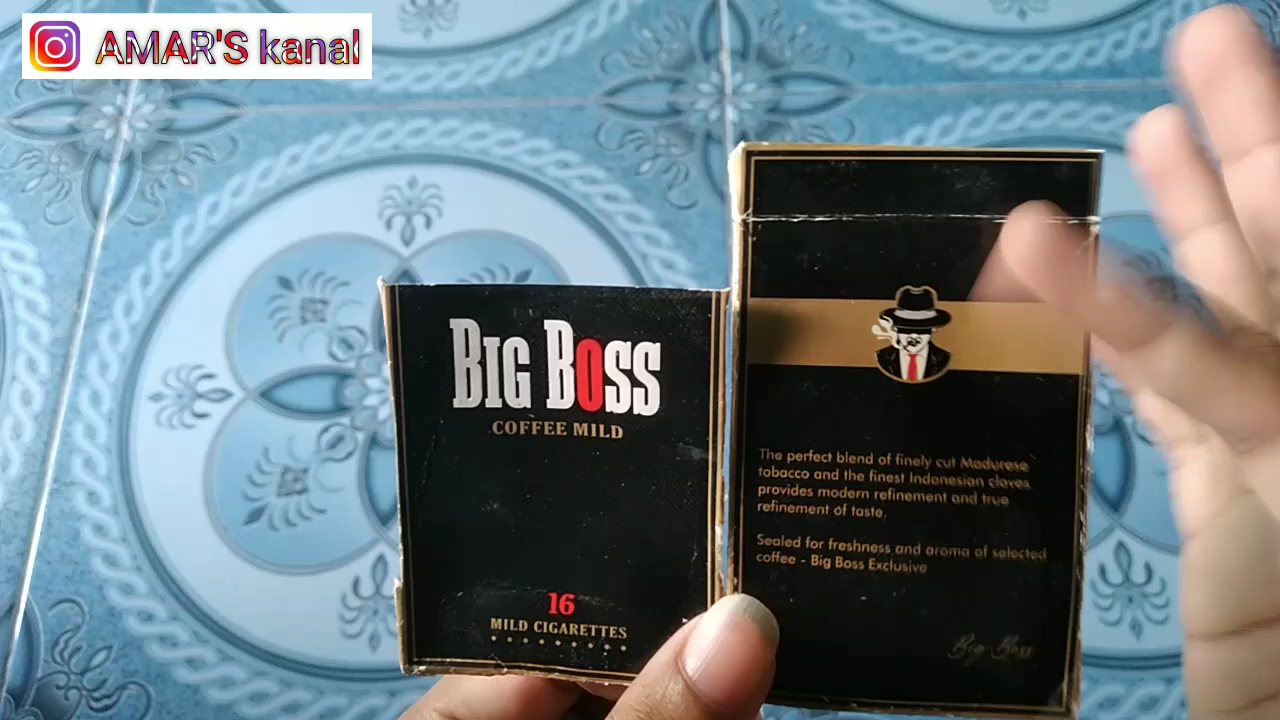 AMAR'S kanal
BIG BOSS
COFFEE MILD
16
MILD CIGARETTES
The perfect blend of finely cut Madurese
tobacco and the finest Indonesian cloves
provides modern refinement and true
refinement of taste.
Sealed for freshness and aroma of selected
coffee - Big Boss Exclusive
Big Boss